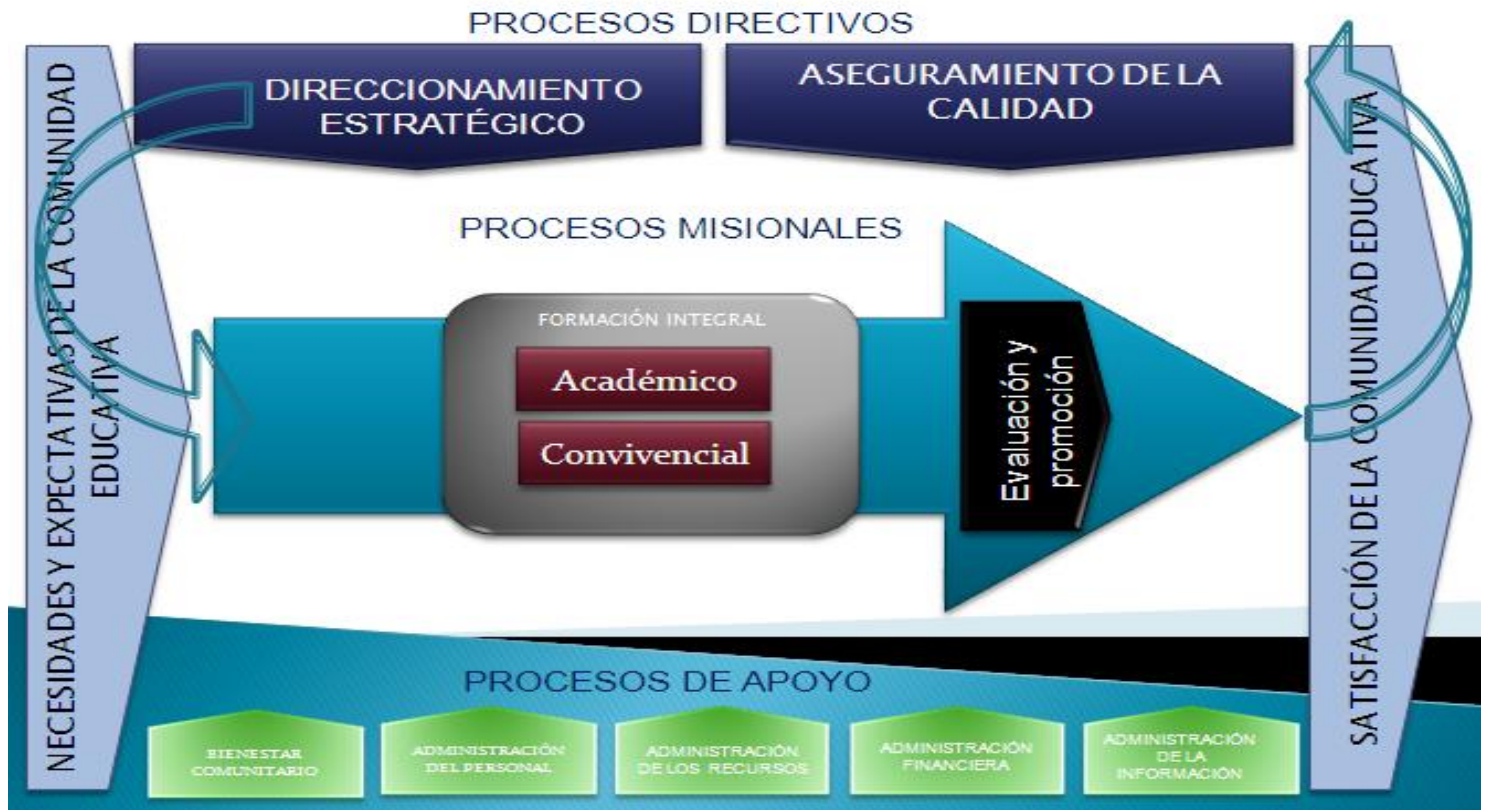 PROCESOS DIRECTIVOS
NECESIDADES Y EXPECTATIVAS DE LA COMUNIDAD
EDUCATIVA
DIRECCIONAMIENTO
ESTRATÉGICO
ASEGURAMIENTO DE LA
CALIDAD
PROCESOS MISIONALES
FORMACIÓN INTEGRAL
Académico
Convivencial
Evaluación y
promoción
SATISFACCIÓN DE LA COMUNIDAD EDUCATIVA
PROCESOS DE APOYO
BIENESTAR
COMUNITARIO
ADMINISTRACIÓN
DEL PERSONAL
ADMINISTRACIÓN
DE LOS RECURSOS
ADMINISTRACIÓN
FINANCIERA
ADMINISTRACIÓN
DE LA
INFORMACIÓN